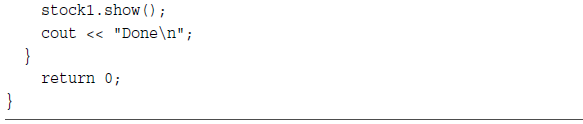 stock1.show();
cout << "Done\n";
}
return 0;
}